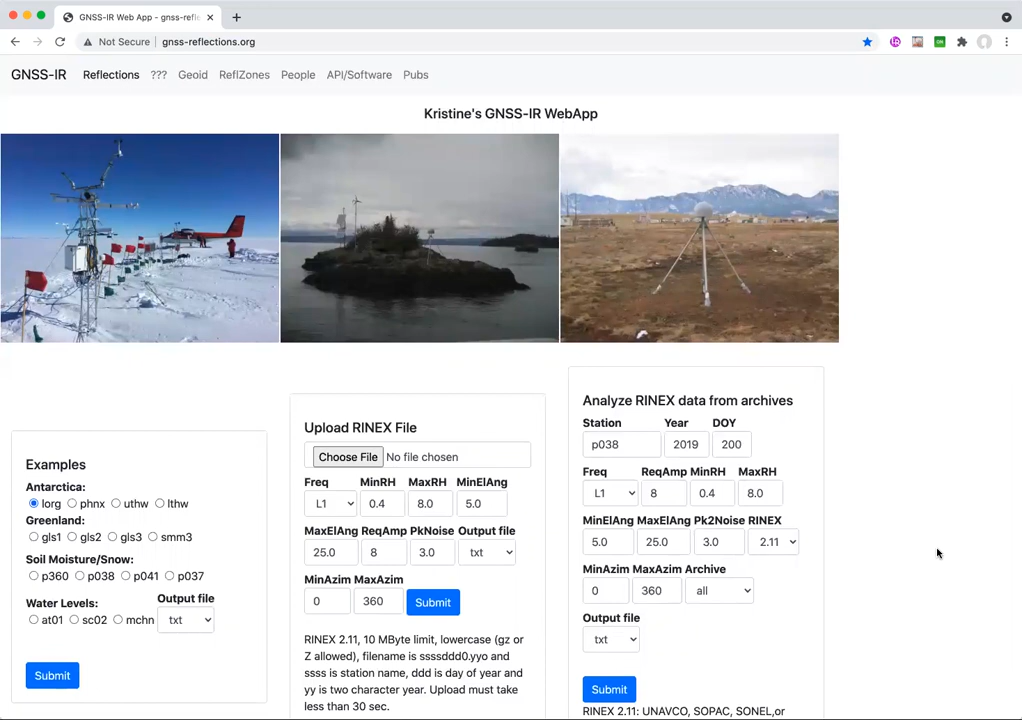 GNSS-IR Web App - gnss-refle
Not Secure | gnss-reflections.org
GNSS-IR Reflections ??? Geoid ReflZones People API/Software Pubs
Kristine's GNSS-IR WebApp
Examples
Antarctica:
lorg phnx uthw lthw
Greenland:
gls1 gls2 gls3 smm3
Soil Moisture/Snow:
p360 p038 p041 p037
Water Levels: Output file
at01 sc02 mchn txt
Submit
Upload RINEX File
Choose File No file chosen
Freq MinRH MaxRH MinElAng
L1 0.4 8.0 5.0
MaxElAng ReqAmp PkNoise Output file
25.0 8 3.0 txt
MinAzim MaxAzim
0 360 Submit
RINEX 2.11, 10 MByte limit, lowercase (gz or
Z allowed), filename is ssssddd0.yyo and
ssss is station name, ddd is day of year and
yy is two character year. Upload must take
less than 30 sec.
Analyze RINEX data from archives
Station Year DOY
p038 2019 200
Freq ReqAmp MinRH MaxRH
L1 8 0.4 8.0
MinElAng MaxElAng Pk2Noise RINEX
5.0 25.0 3.0 2.11
MinAzim MaxAzim Archive
0 360 all
Output file
txt
Submit
RINEX 2.11: UNAVCO, SOPAC, SONEL,or